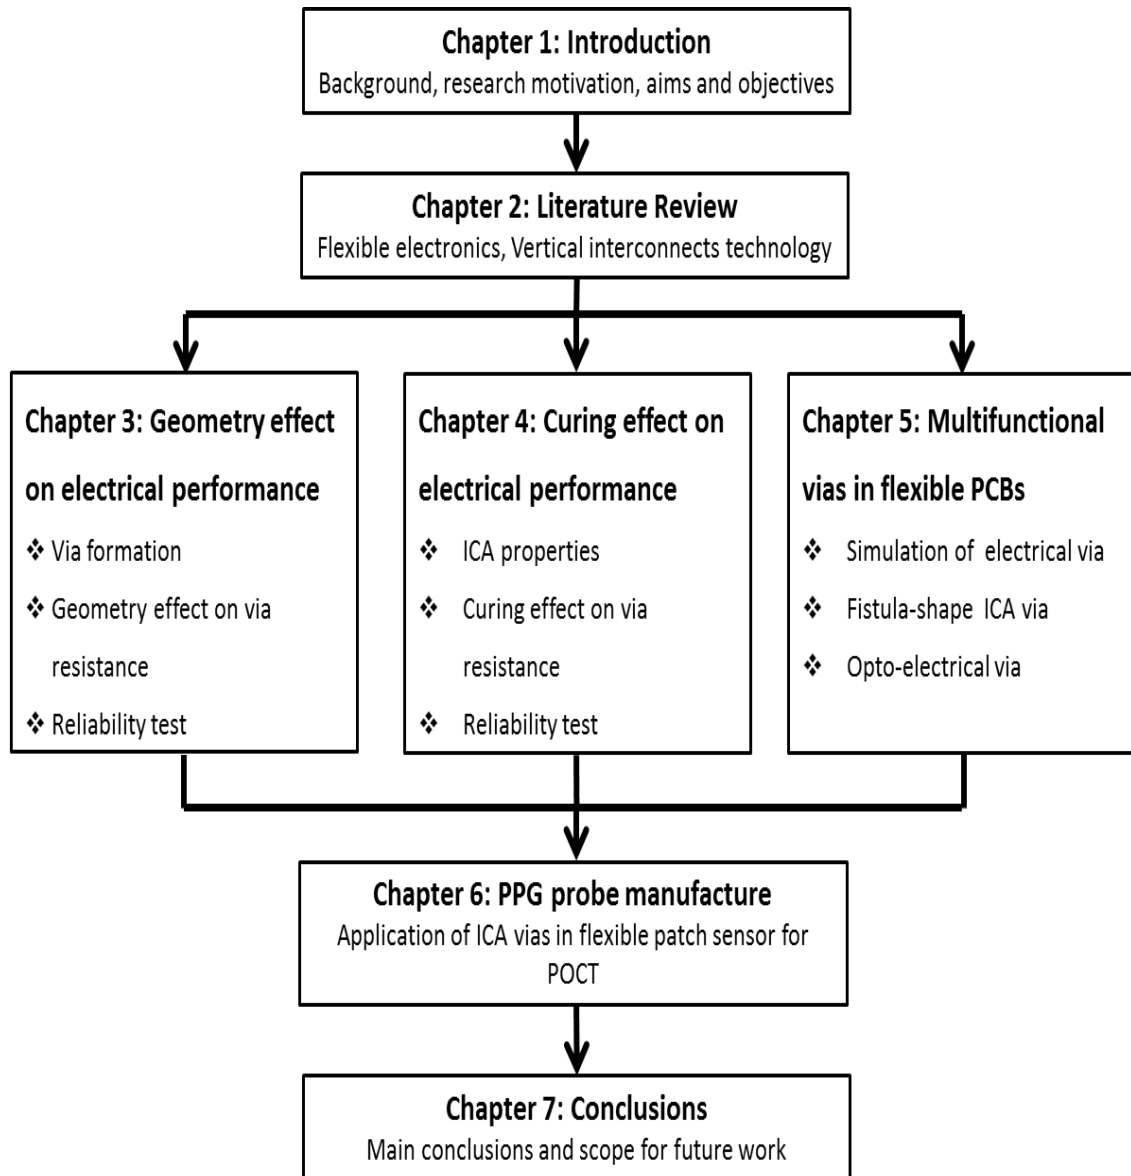 Chapter 1: Introduction
Background, research motivation, aims and objectives
Chapter 2: Literature Review
Flexible electronics, Vertical interconnects technology
Chapter 3: Geometry effect
on electrical performance
❖ Via formation
❖ Geometry effect on via
resistance
❖ Reliability test
Chapter 4: Curing effect on
electrical performance
❖ ICA properties
❖ Curing effect on via
resistance
❖ Reliability test
Chapter 5: Multifunctional
vias in flexible PCBs
❖ Simulation of electrical via
❖ Fistula-shape ICA via
❖ Opto-electrical via
Chapter 6: PPG probe manufacture
Application of ICA vias in flexible patch sensor for
POCT
Chapter 7: Conclusions
Main conclusions and scope for future work